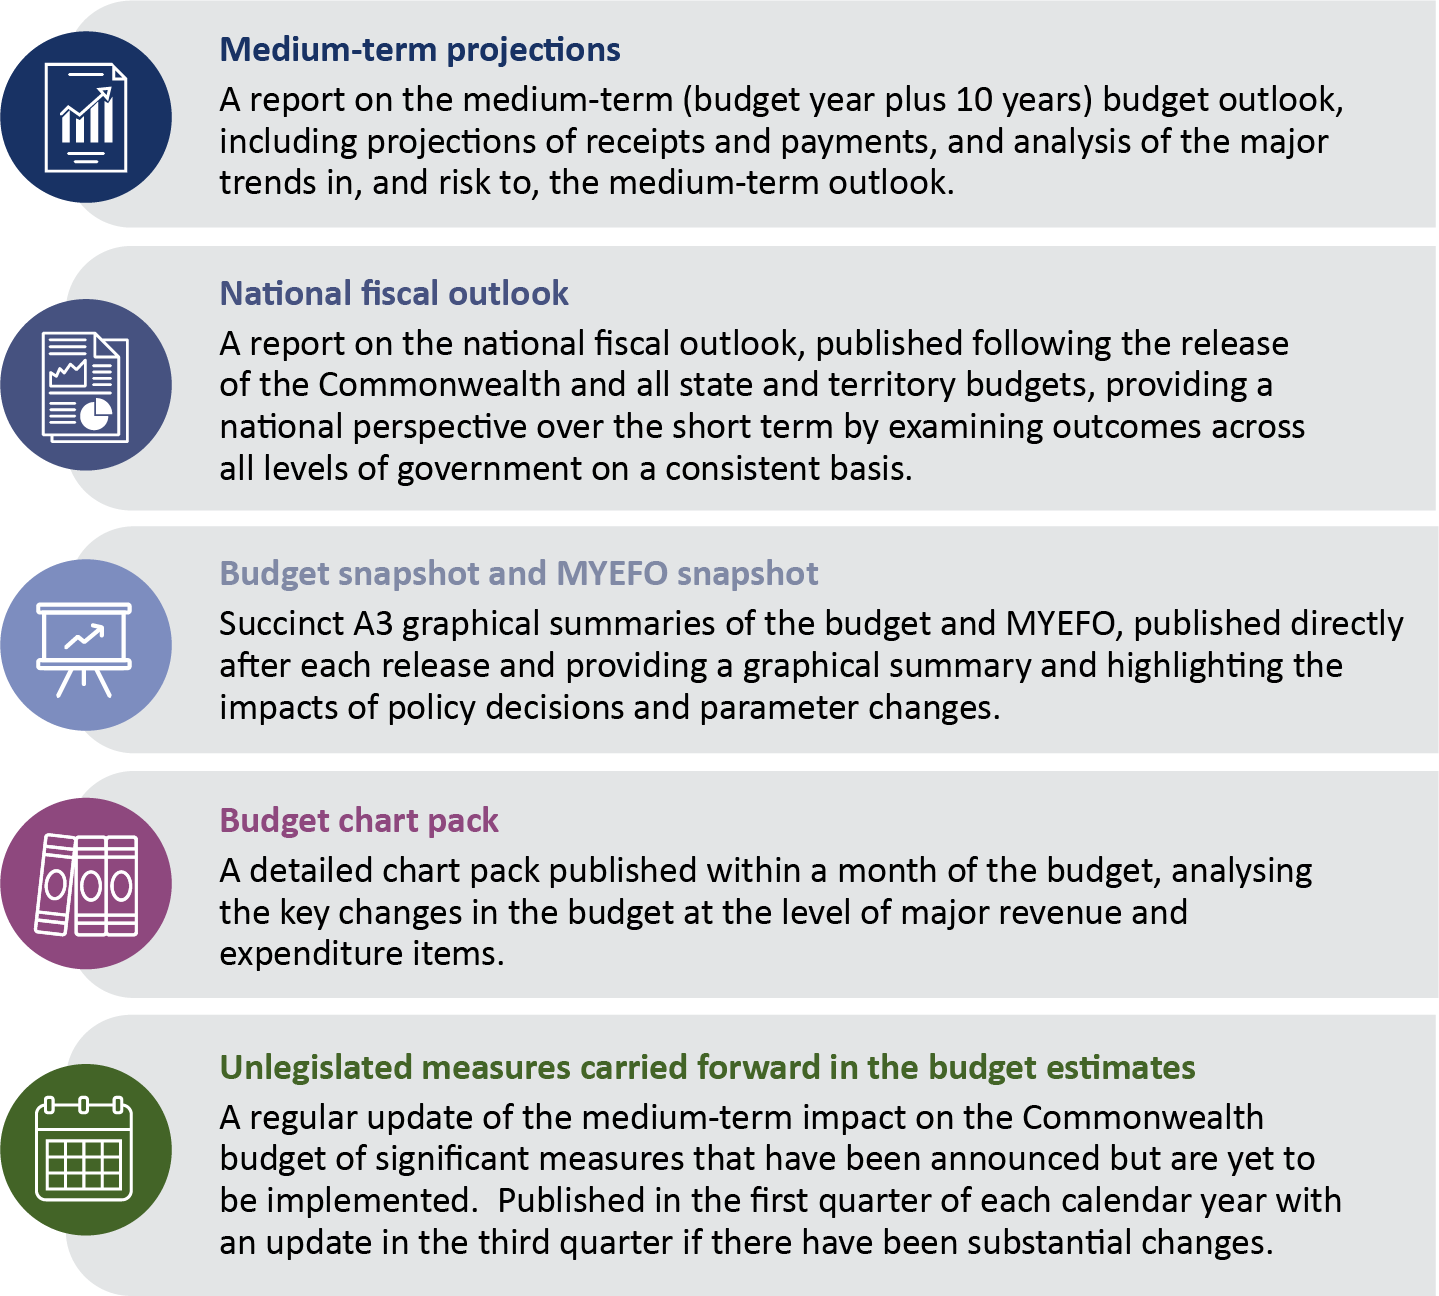 Medium-term projections
A report on the medium-term (budget year plus 10 years) budget outlook,
including projections of receipts and payments, and analysis of the major
trends in, and risk to, the medium-term outlook.
National fiscal outlook
A report on the national fiscal outlook, published following the release
of the Commonwealth and all state and territory budgets, providing a
national perspective over the short term by examining outcomes across
all levels of government on a consistent basis.
Budget snapshot and MYEFO snapshot
Succinct A3 graphical summaries of the budget and MYEFO, published directly
after each release and providing a graphical summary and highlighting the
impacts of policy decisions and parameter changes.
Budget chart pack
A detailed chart pack published within a month of the budget, analysing
the key changes in the budget at the level of major revenue and
expenditure items.
Unlegislated measures carried forward in the budget estimates
A regular update of the medium-term impact on the Commonwealth
budget of significant measures that have been announced but are yet to
be implemented.  Published in the first quarter of each calendar year with
an update in the third quarter if there have been substantial changes.